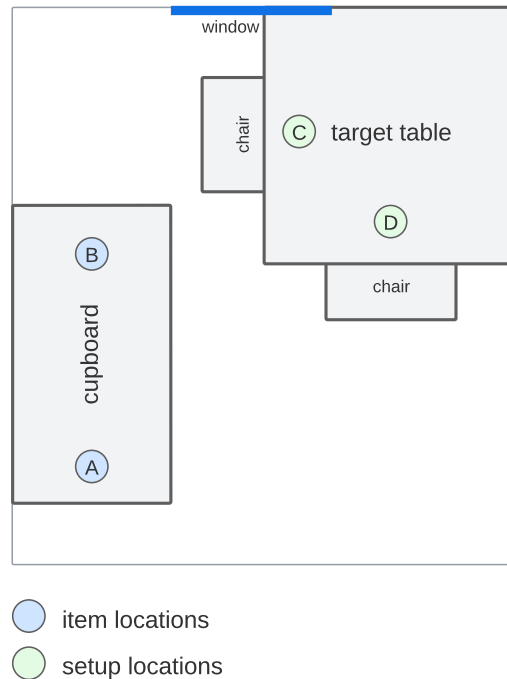 window
chair
C
target table
D
B
chair
cupboard
A
item locations
setup locations